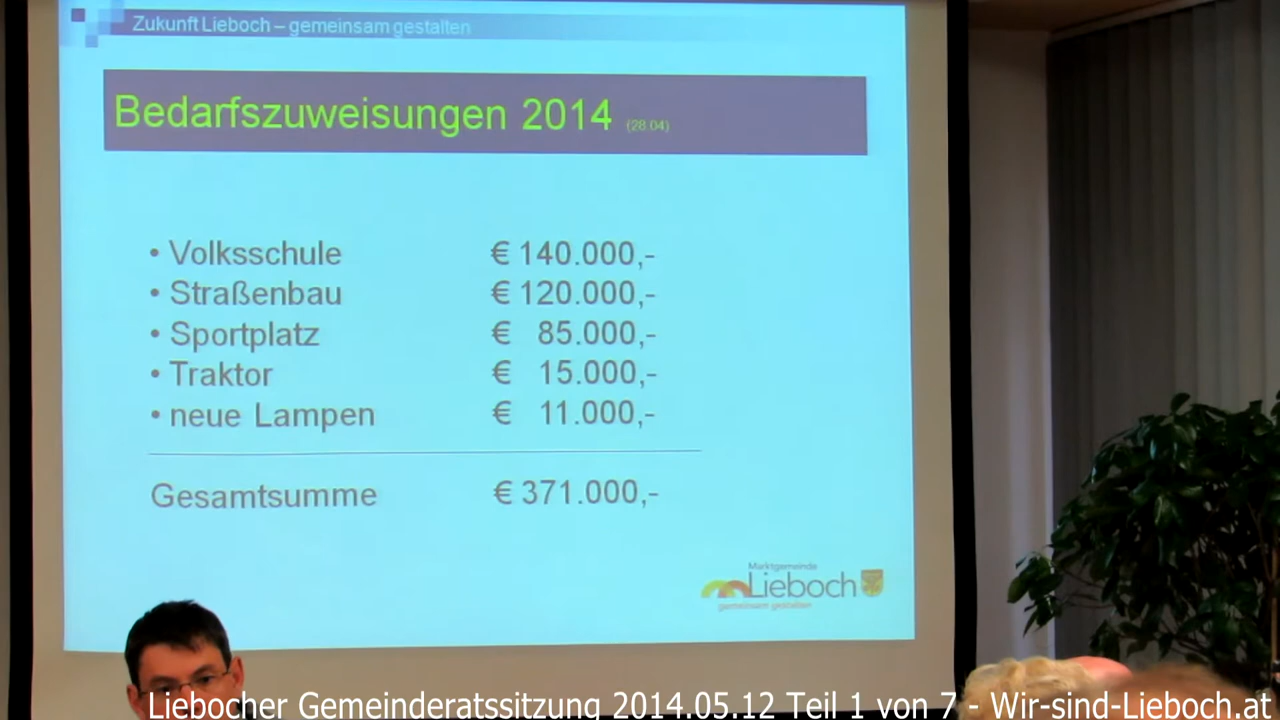 Zukunft Lieboch – gemeinsam gestalten
Bedarfszuweisungen 2014 (28.04)
• Volksschule € 140.000,-
• Straßenbau € 120.000,-
• Sportplatz € 85.000,-
• Traktor € 15.000,-
• neue Lampen € 11.000,-
Gesamtsumme € 371.000,-
Marktgemeinde
Lieboch
gemeinsam gestalten
Liebocher Gemeinderatssitzung 2014.05.12 Teil 1 von 7 - Wir-sind-Lieboch.at